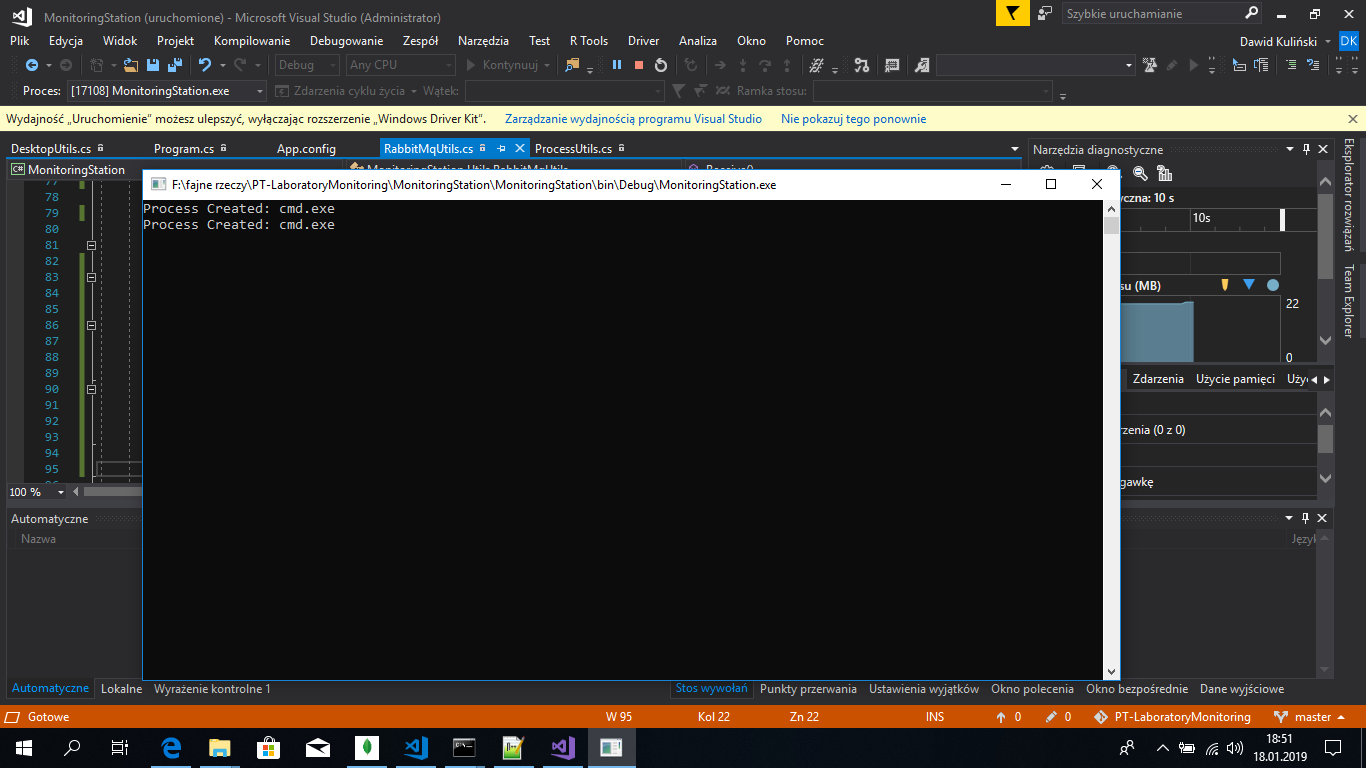 MonitoringStation (uruchomione) - Microsoft Visual Studio (Administrator)
Szybkie uruchamianie
Plik Edycja Widok Projekt Kompilowanie Debugowanie Zespół Narzędzia Test R Tools Driver Analiza Okno Pomoc
Dawid Kuliński DK
Debug Any CPU Kontynuuj
Proces: [17108] MonitoringStation.exe Zdarzenia cyklu życia Wątek: Ramka stosu:
Wydajność „Uruchomienie” możesz ulepszyć, wyłączając rozszerzenie „Windows Driver Kit”. Zarządzanie wydajnością programu Visual Studio Nie pokazuj tego ponownie
DesktopUtils.cs Program.cs App.config RabbitMqUtils.cs ProcessUtils.cs
Narzędzia diagnostyczne
C# MonitoringStation
F:\fajne rzeczy\PT-LaboratoryMonitoring\MonitoringStation\MonitoringStation\bin\Debug\MonitoringStation.exe
Process Created: cmd.exe
Process Created: cmd.exe
78
79
80
81
82
83
84
85
86
87
88
89
90
91
92
93
94
95
yczna: 10 s
10s
su (MB)
22
0
Zdarzenia Użycie pamięci Uży
rzenia (0 z 0)
gawkę
Eksplorator rozwiązań
Team Explorer
100 %
Automatyczne
Nazwa
Język
Automatyczne Lokalne Wyrażenie kontrolne 1
Stos wywołań Punkty przerwania Ustawienia wyjątków Okno polecenia Okno bezpośrednie Dane wyjściowe
Gotowe W 95 Kol 22 Zn 22 INS 0 0 PT-LaboratoryMonitoring master
18:51
18.01.2019